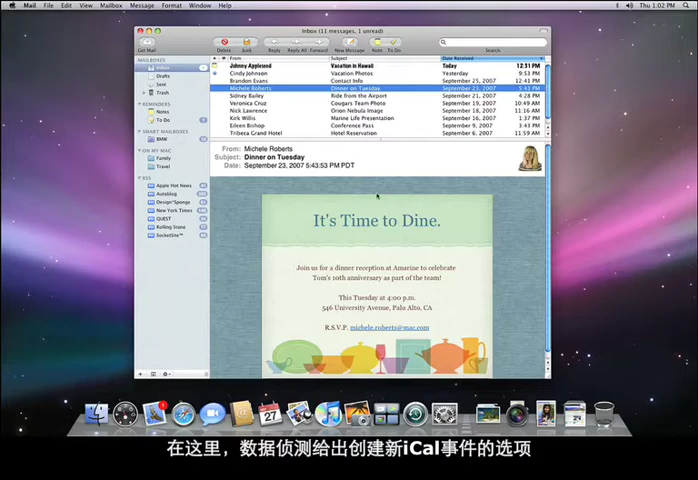 Mail File Edit View Mailbox Message Format Window Help Thu 1:02 PM
Inbox (11 messages, 1 unread)
Get Mail Delete Junk Reply Reply All Forward New Message Note To Do Search
MAILBOXES
Inbox
Drafts
Sent
Trash
REMINDERS
Notes
To Do
SMART MAILBOXES
BMW
ON MY MAC
Family
Travel
RSS
Apple Hot News
Autoblog
Design*Sponge
New York Times
QUEST
Rolling Stone
SocketSite™
From Subject Date Received
Johnny Appleseed Vacation in Hawaii Today 12:31 PM
Cindy Johnson Vacation Photos Yesterday 9:53 PM
Brandon Evans Contact Info September 25, 2007 12:41 PM
Michele Roberts Dinner on Tuesday September 23, 2007 5:43 PM
Sidney Bailey Ride from the Airport September 21, 2007 4:28 PM
Veronica Cruz Cougars Team Photo September 19, 2007 12:44 PM
Nick Lawrence Orion Nebula Image September 18, 2007 11:16 AM
Kirk Willis Marine Life Presentation September 16, 2007 1:37 PM
Eileen Bishop Conference Pass September 9, 2007 3:43 PM
Tribeca Grand Hotel Hotel Reservation September 6, 2007 11:59 AM
From: Michele Roberts
Subject: Dinner on Tuesday
Date: September 23, 2007 5:43:53 PM PDT
It's Time to Dine.
Join us for a dinner reception at Amarine to celebrate
Tom's 10th anniversary as part of the team!
This Tuesday at 4:00 p.m.
546 University Avenue, Palo Alto, CA
R.S.V.P. michele.roberts@mac.com
27
在这里，数据侦测给出创建新iCal事件的选项